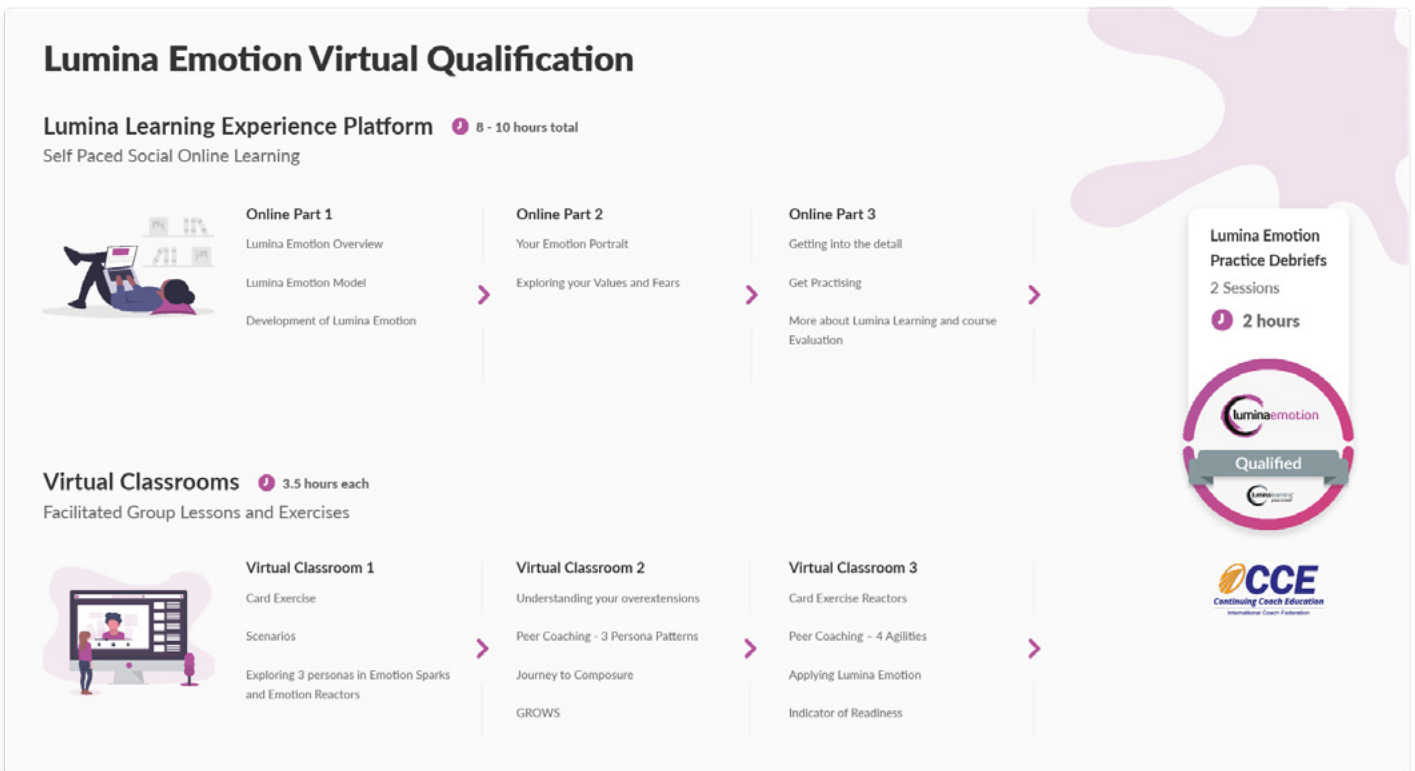 Lumina Emotion Virtual Qualification
Lumina Learning Experience Platform
8 - 10 hours total
Self Paced Social Online Learning
Online Part 1
Lumina Emotion Overview
Lumina Emotion Model
Development of Lumina Emotion
Online Part 2
Your Emotion Portrait
Exploring your Values and Fears
Online Part 3
Getting into the detail
Get Practising
More about Lumina Learning and course
Evaluation
Lumina Emotion
Practice Debriefs
2 Sessions
2 hours
luminaemotion
Qualified
luminalearning
CCE
Continuing Coach Education
International Coach Federation
Virtual Classrooms
3.5 hours each
Facilitated Group Lessons and Exercises
Virtual Classroom 1
Card Exercise
Scenarios
Exploring 3 personas in Emotion Sparks
and Emotion Reactors
Virtual Classroom 2
Understanding your overextensions
Peer Coaching - 3 Persona Patterns
Journey to Composure
GROWS
Virtual Classroom 3
Card Exercise Reactors
Peer Coaching – 4 Agilities
Applying Lumina Emotion
Indicator of Readiness